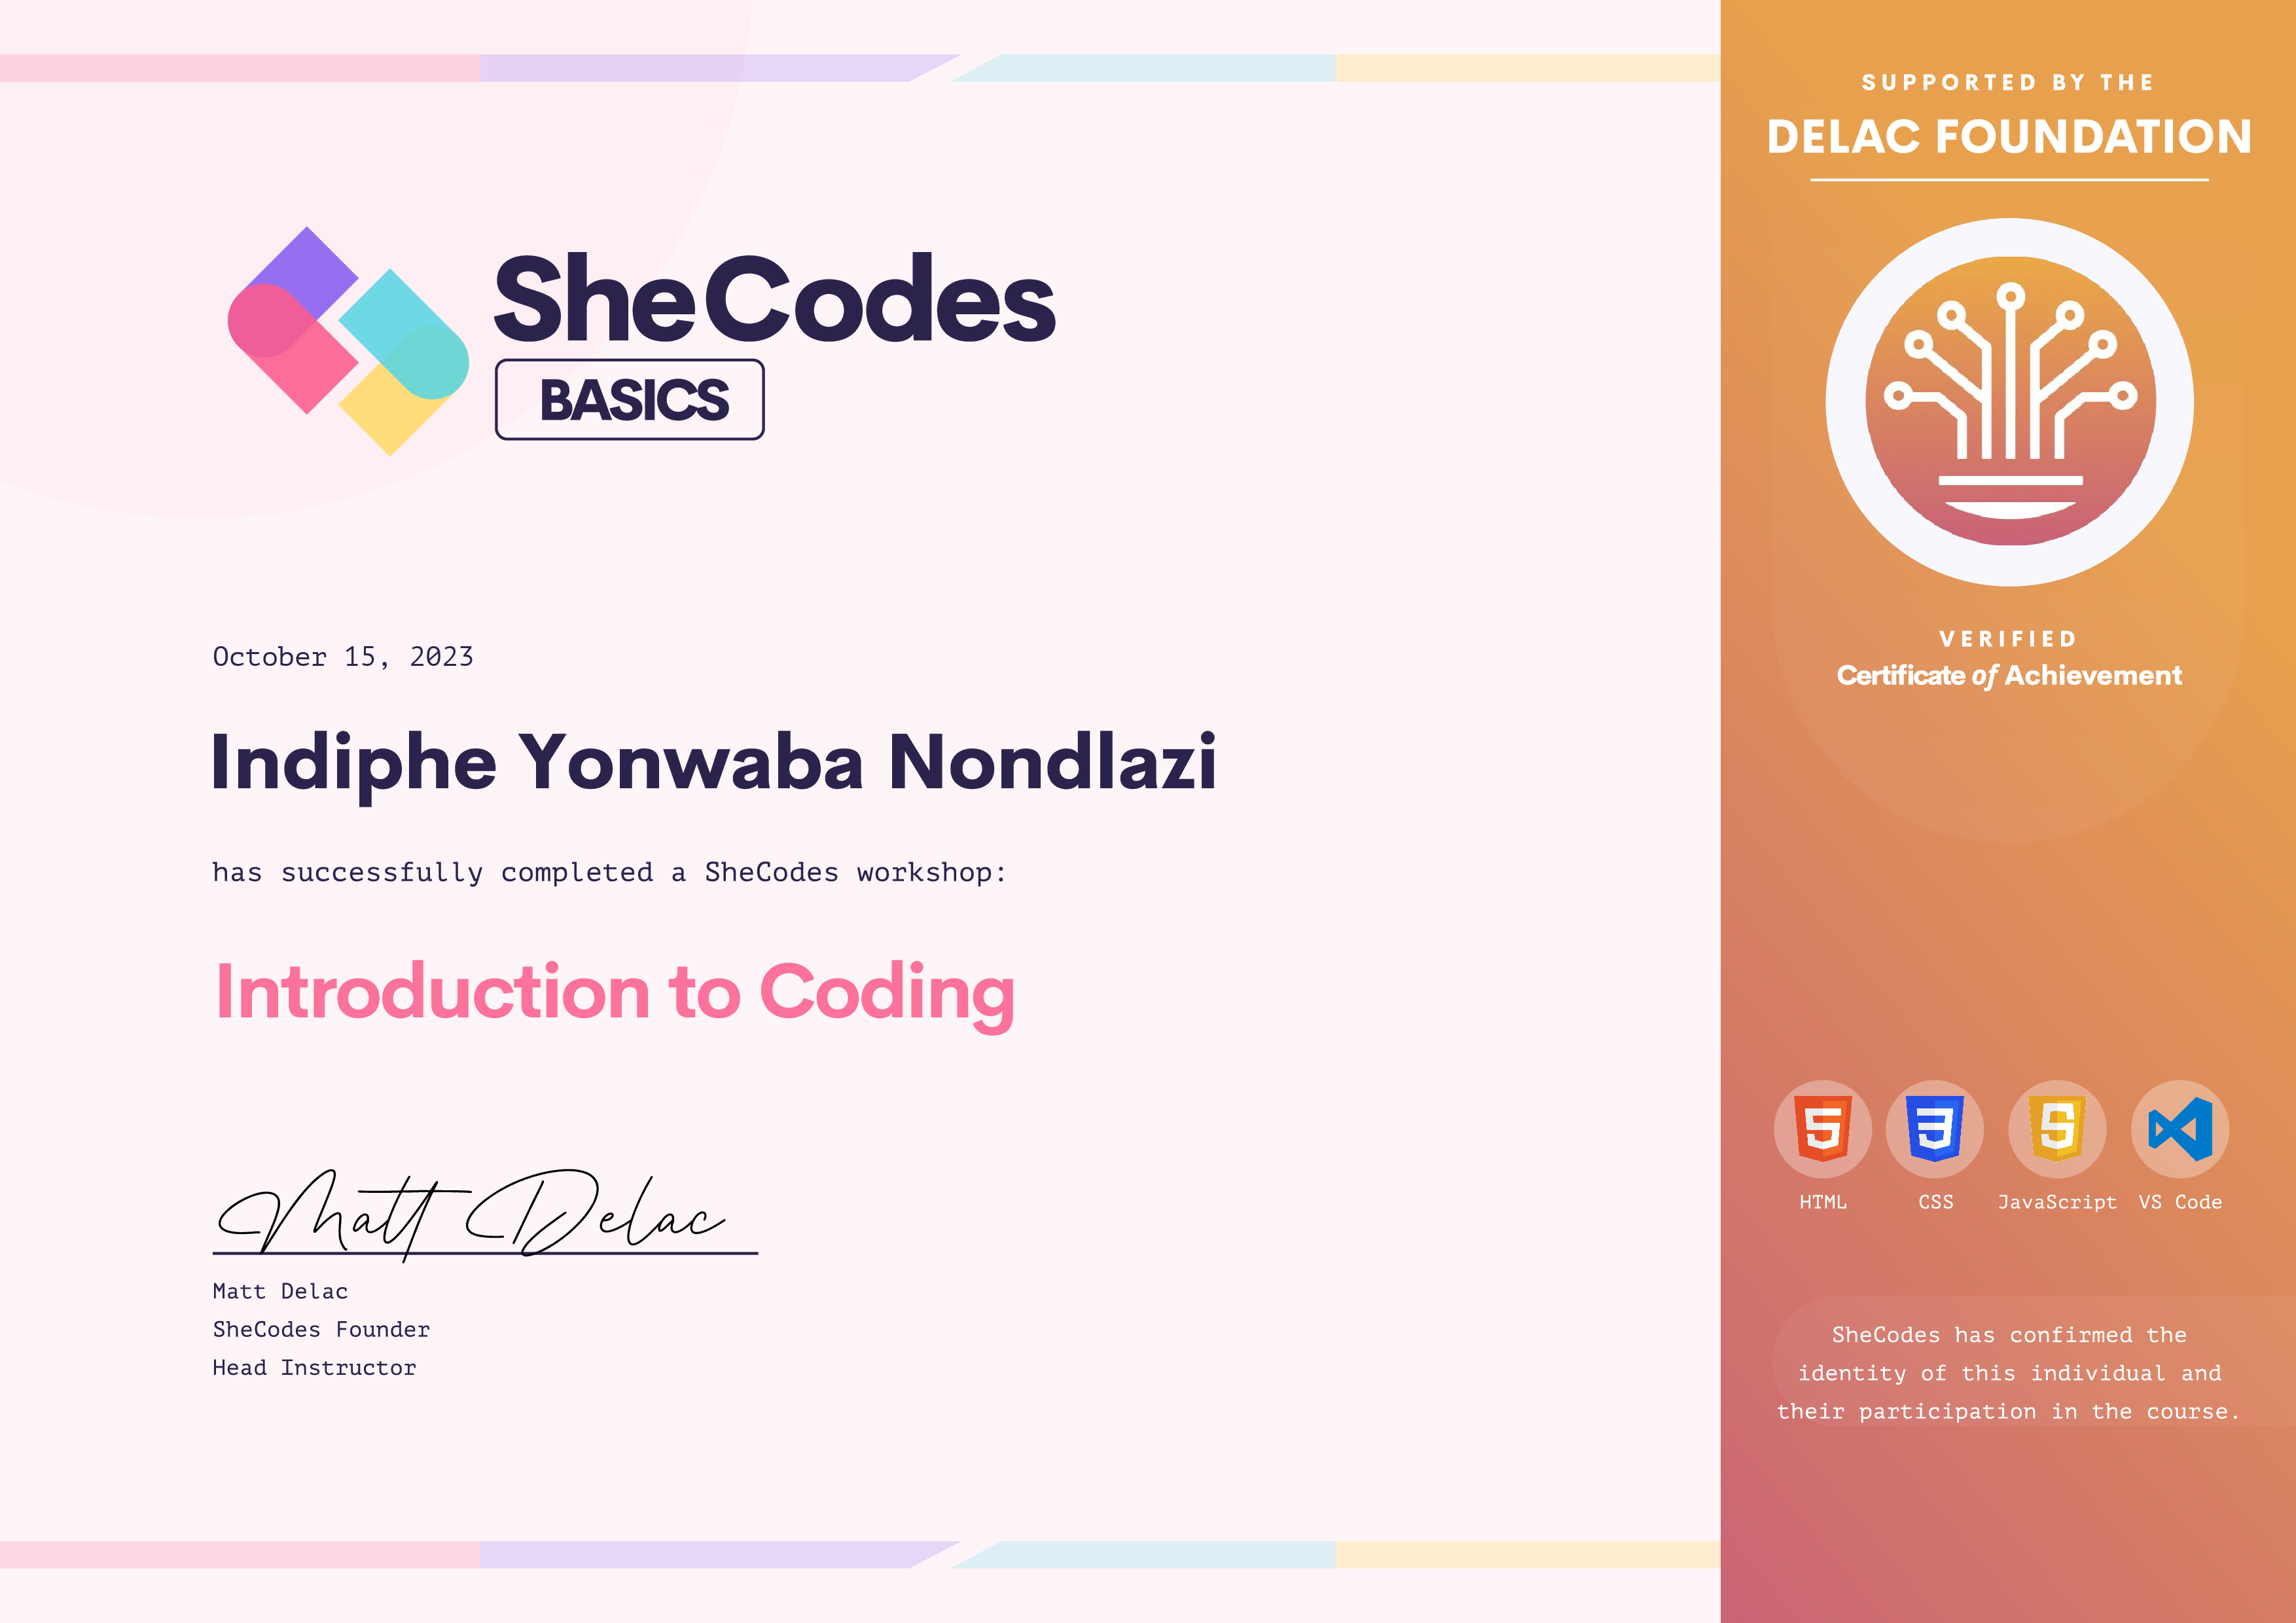 SheCodes
BASICS
October 15, 2023
Indiphe Yonwaba Nondlazi
has successfully completed a SheCodes workshop:
Introduction to Coding
Matt Delac
Matt Delac
SheCodes Founder
Head Instructor
SUPPORTED BY THE
DELAC FOUNDATION
VERIFIED
Certificate of Achievement
HTML CSS JavaScript VS Code
SheCodes has confirmed the
identity of this individual and
their participation in the course.